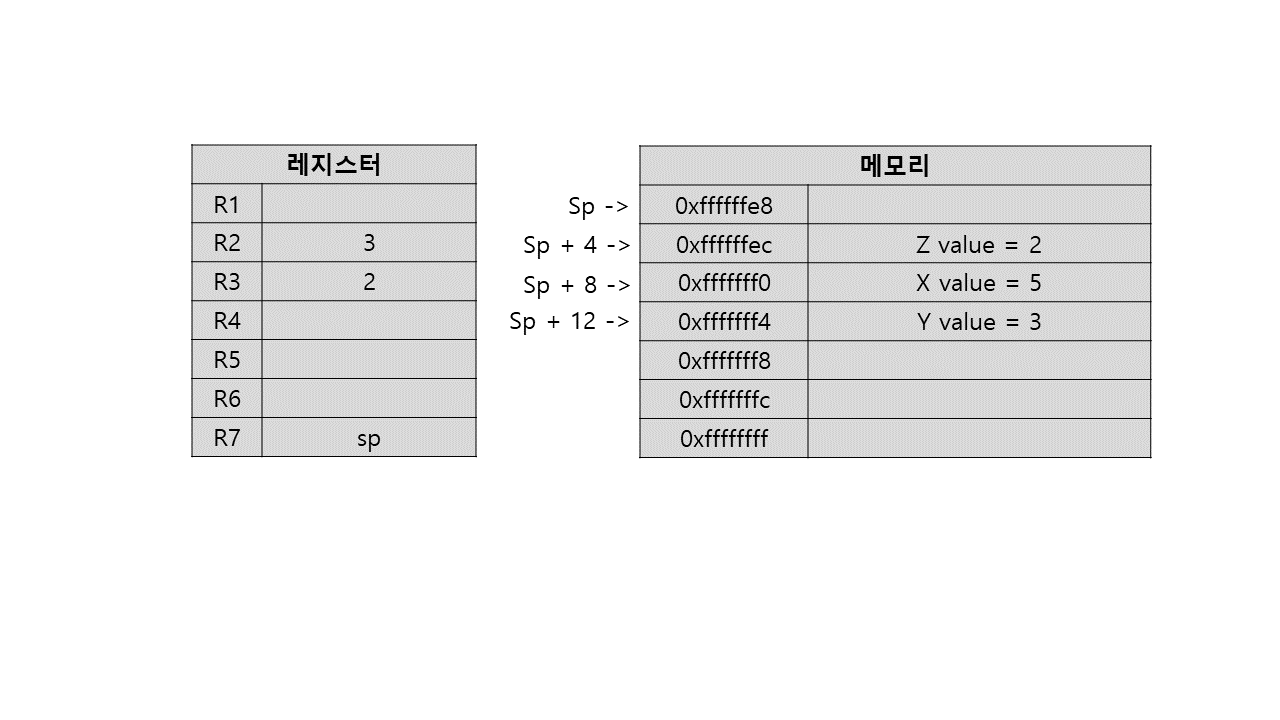 레지스터
R1
R2 3
R3 2
R4
R5
R6
R7 sp
메모리
Sp -> 0xffffffe8
Sp + 4 -> 0xffffffec Z value = 2
Sp + 8 -> 0xfffffff0 X value = 5
Sp + 12 -> 0xfffffff4 Y value = 3
0xfffffff8
0xfffffffc
0xffffffff